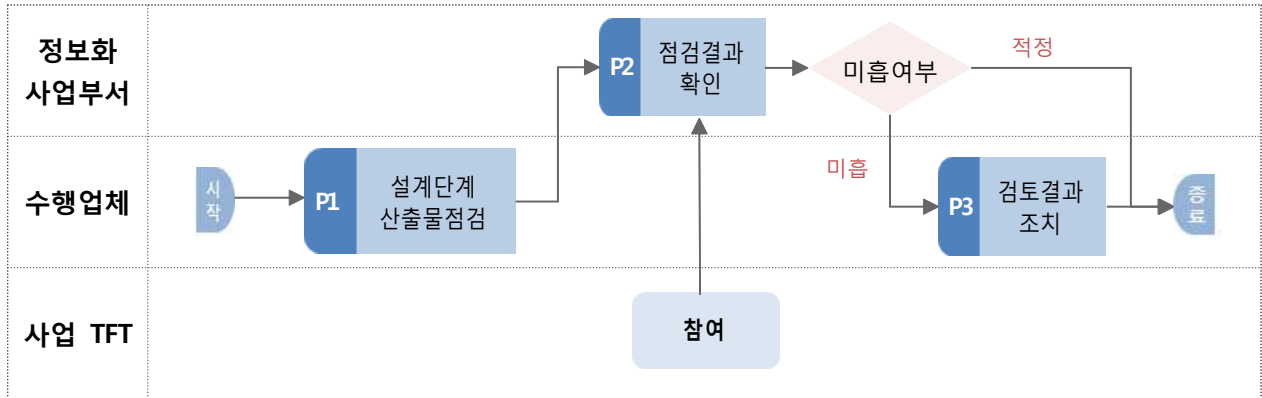 정보화
사업부서
P2
점검결과
확인
미흡여부
적정
수행업체
시
작
P1
설계단계
산출물점검
미흡
P3
검토결과
조치
종
료
사업 TFT
참여